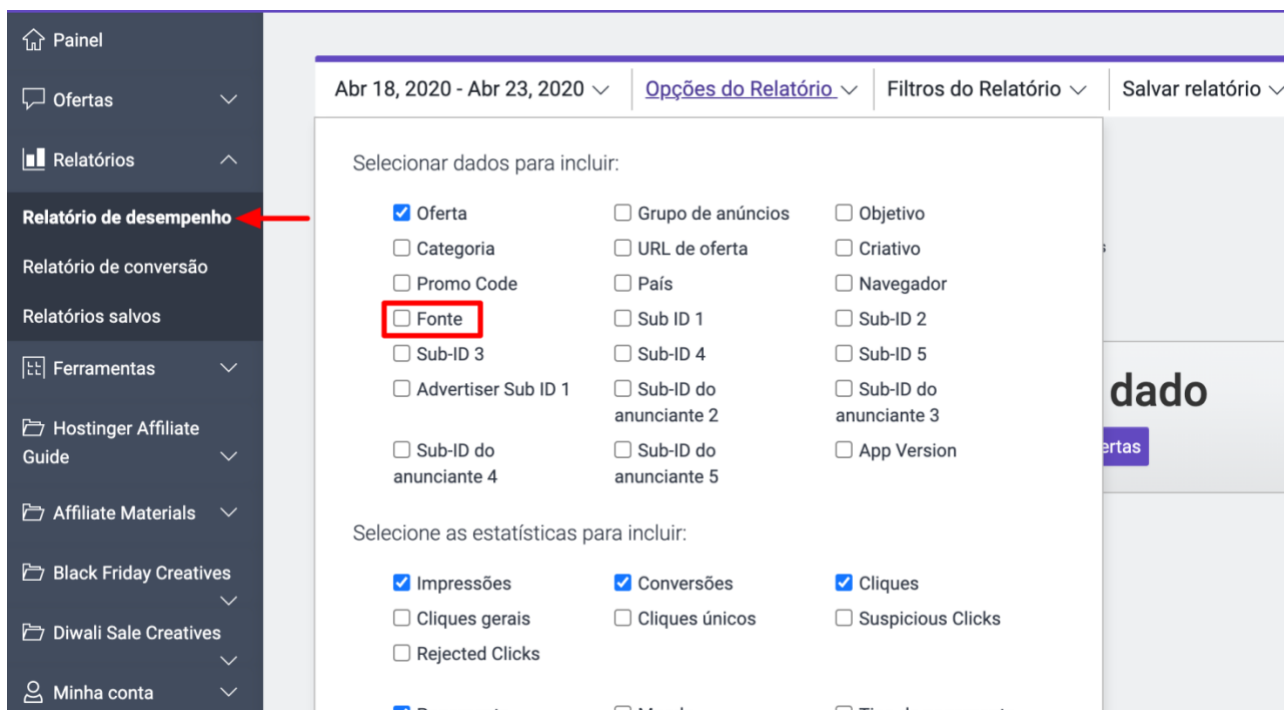 Painel
Ofertas
Relatórios
Relatório de desempenho
Relatório de conversão
Relatórios salvos
Ferramentas
Hostinger Affiliate
Guide
Affiliate Materials
Black Friday Creatives
Diwali Sale Creatives
Minha conta
Abr 18, 2020 - Abr 23, 2020 Opções do Relatório Filtros do Relatório Salvar relatório
Selecionar dados para incluir:
Oferta Grupo de anúncios Objetivo
Categoria URL de oferta Criativo
Promo Code País Navegador
Fonte Sub ID 1 Sub-ID 2
Sub-ID 3 Sub-ID 4 Sub-ID 5
Advertiser Sub ID 1 Sub-ID do Sub-ID do
anunciante 2 anunciante 3
Sub-ID do Sub-ID do App Version
anunciante 4 anunciante 5
Selecione as estatísticas para incluir:
Impressões Conversões Cliques
Cliques gerais Cliques únicos Suspicious Clicks
Rejected Clicks
dado
ertas